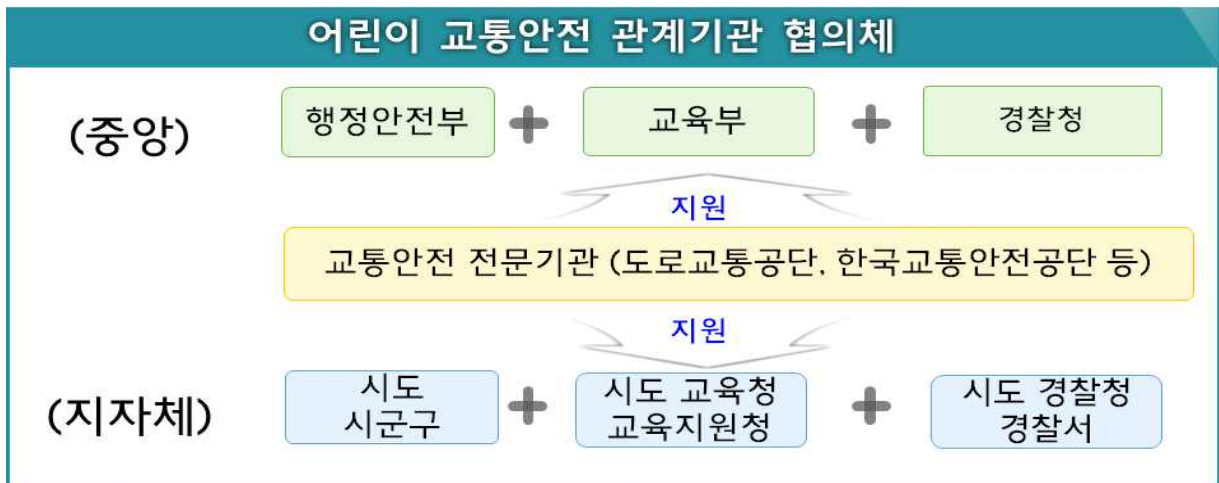 어린이 교통안전 관계기관 협의체
(중앙)
행정안전부 + 교육부 + 경찰청
지원
교통안전 전문기관 (도로교통공단, 한국교통안전공단 등)
지원
(지자체)
시도
시군구
+
시도 교육청
교육지원청
+
시도 경찰청
경찰서